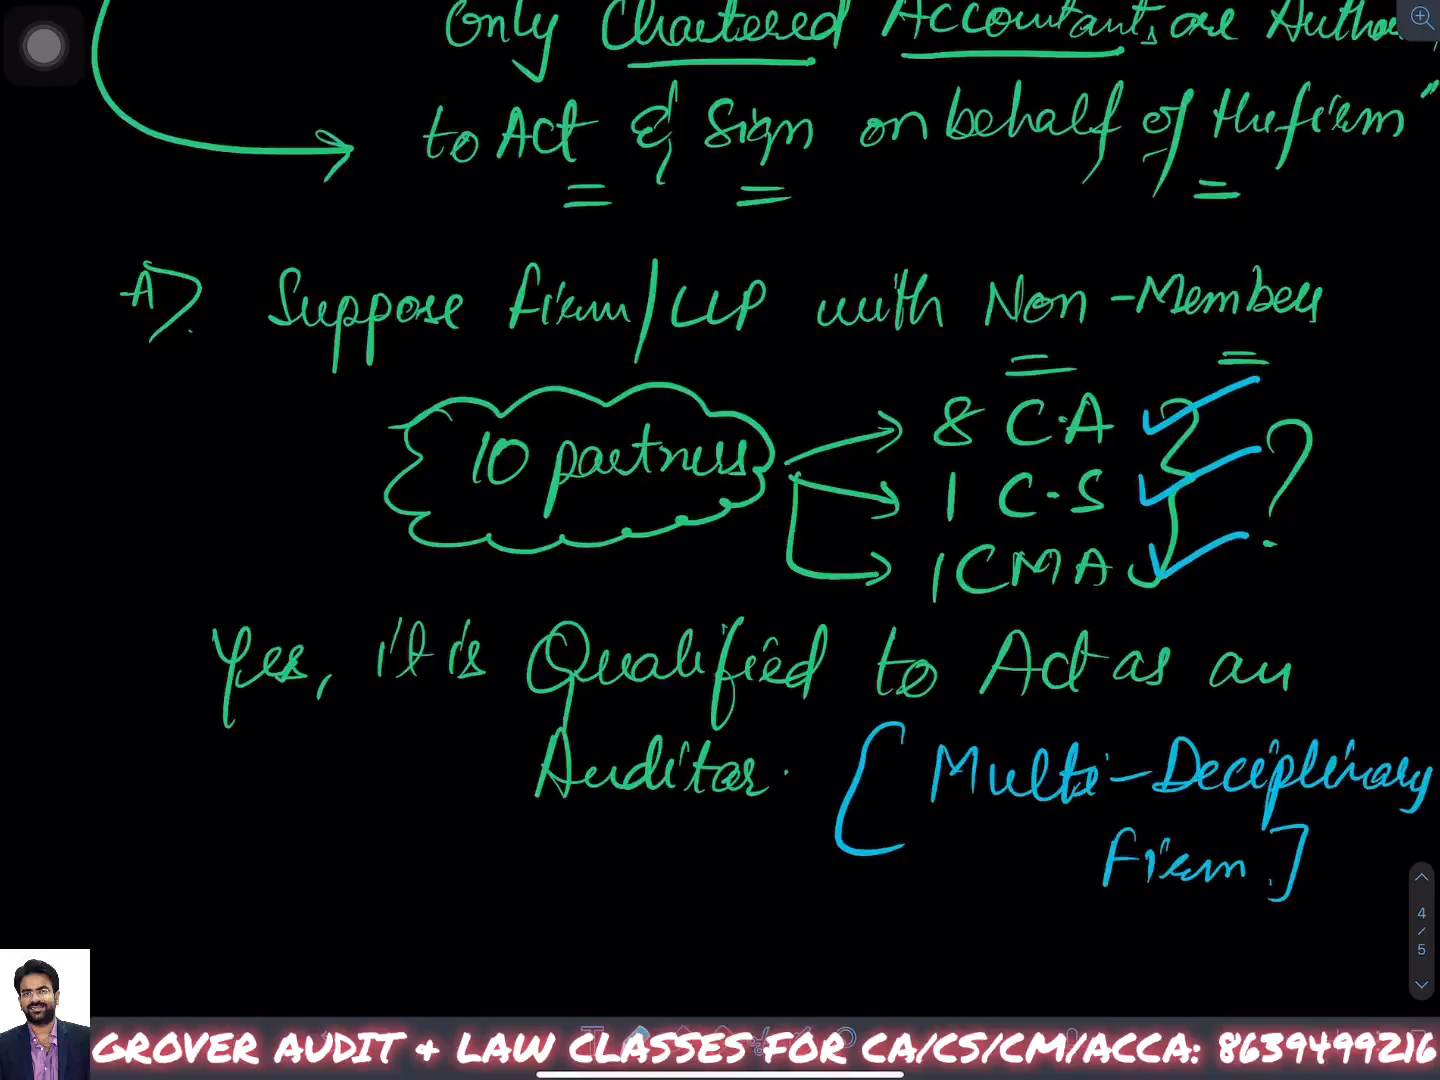 Only Chartered Accountants are
to Act & Sign on behalf of the firm"
A) Suppose firm/LLP with Non-Members
10 partners
8 C.A
1 C-S
1 CMA
?
Yes, it is Qualified to Act as an
Auditor.
[Multi-Deciplinary
firm.]
4
/
5
GROVER AUDIT & LAW CLASSES FOR CA/CS/CM/ACCA: 8639499216